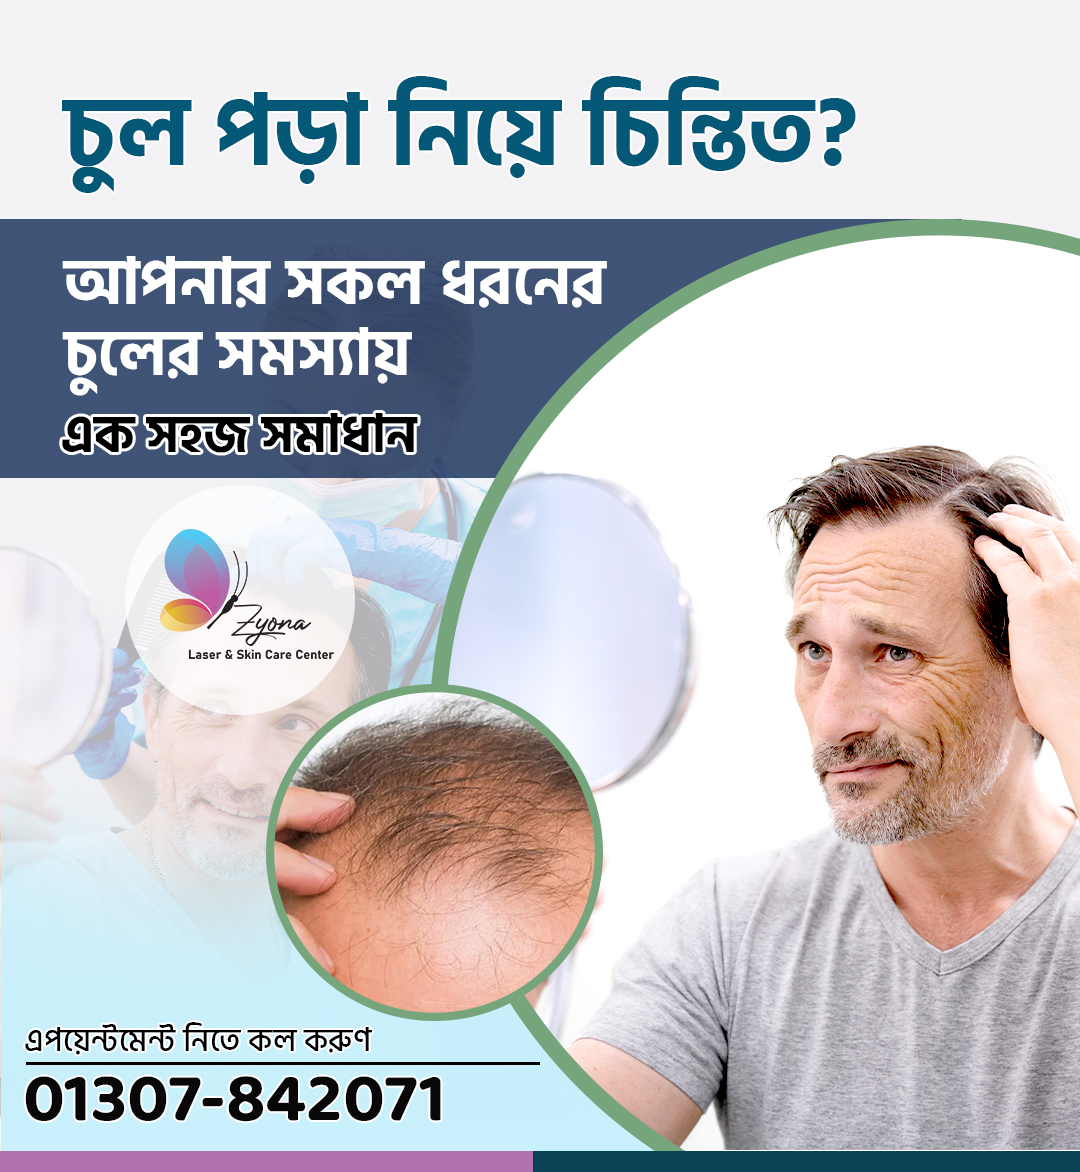 চুল পড়া নিয়ে চিন্তিত?
আপনার সকল ধরনের
চুলের সমস্যায়
এক সহজ সমাধান
Zyona
Laser & Skin Care Center
এপয়েন্টমেন্ট নিতে কল করুণ
01307-842071